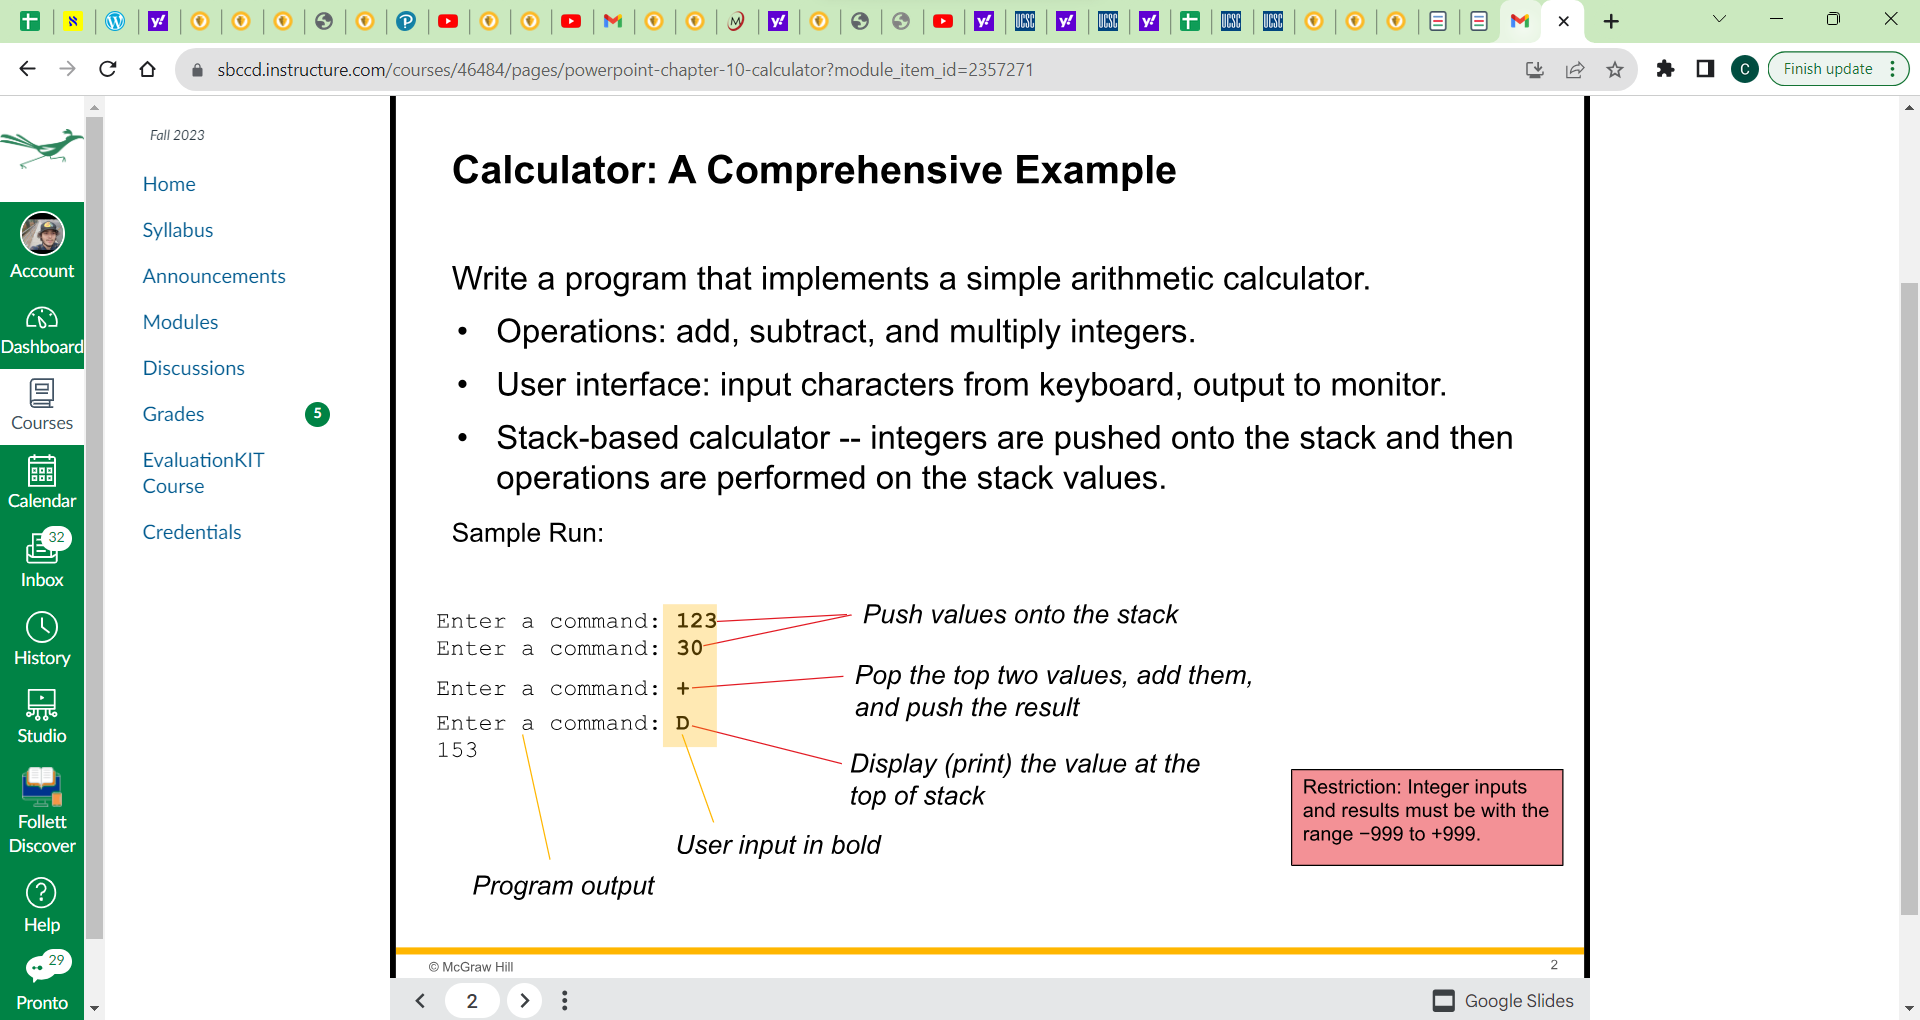 sbccd.instructure.com/courses/46484/pages/powerpoint-chapter-10-calculator?module_item_id=2357271
C
Finish update
Account
Dashboard
Courses
Calendar
32
Inbox
History
Studio
Follett
Discover
Help
29
Pronto
Fall 2023
Home
Syllabus
Announcements
Modules
Discussions
Grades
5
EvaluationKIT
Course
Credentials
Calculator: A Comprehensive Example
Write a program that implements a simple arithmetic calculator.
• Operations: add, subtract, and multiply integers.
• User interface: input characters from keyboard, output to monitor.
• Stack-based calculator -- integers are pushed onto the stack and then
operations are performed on the stack values.
Sample Run:
Enter a command: 123
Enter a command: 30
Enter a command: +
Enter a command: D
153
Push values onto the stack
Pop the top two values, add them,
and push the result
Display (print) the value at the
top of stack
User input in bold
Program output
Restriction: Integer inputs
and results must be with the
range −999 to +999.
© McGraw Hill
2
2
Google Slides